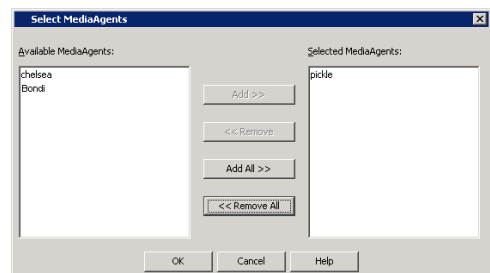 Select MediaAgents
Available MediaAgents:
Selected MediaAgents:
chelsea
Bondi
pickle
Add >>
<< Remove
Add All >>
<< Remove All
OK
Cancel
Help